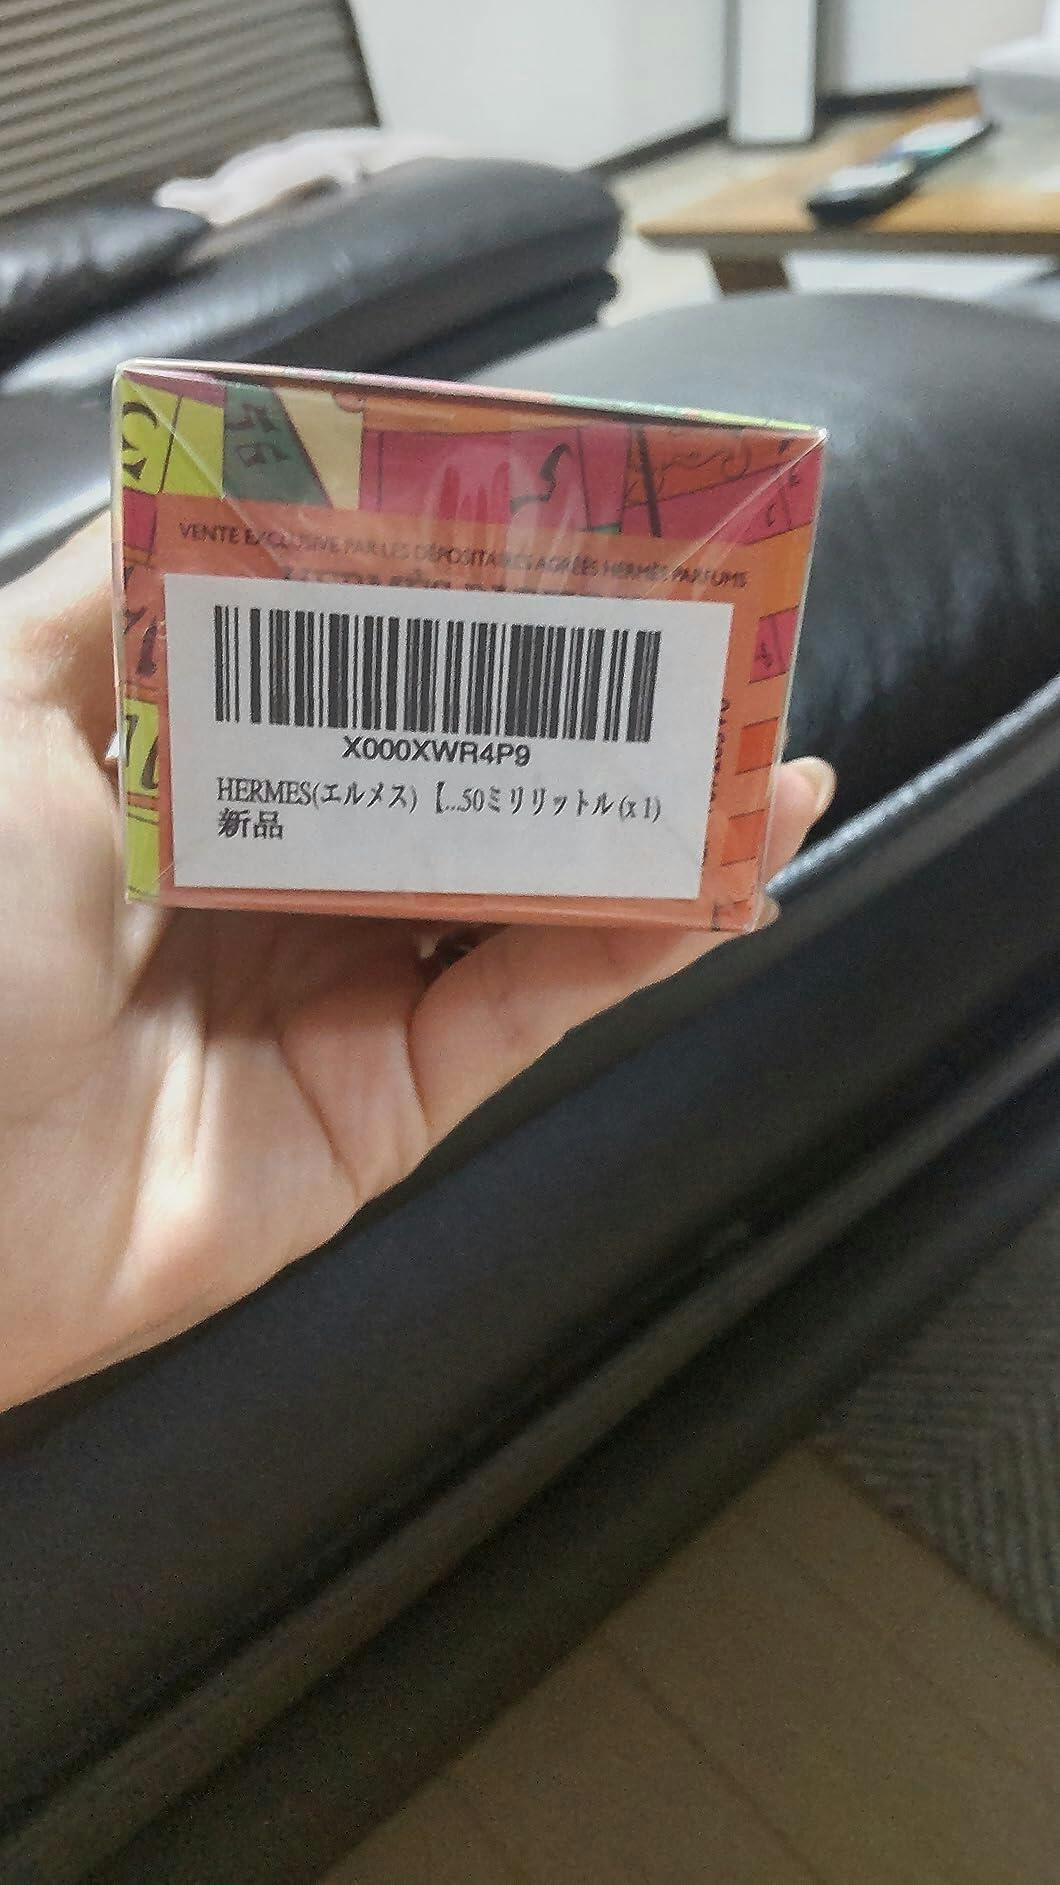 VENTE EXCLUSIVE PAR LES DÉPOSITAIRES AGRÉÉS HERMÈS PARFUMS
X000XWR4P9
HERMES(エルメス)【...50ミリリットル (x 1)
新品